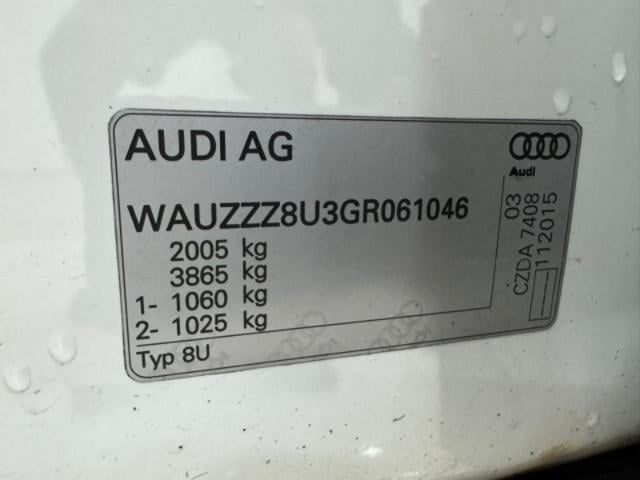 AUDI AG
Audi
WAUZZZ8U3GR061046
2005 kg
3865 kg
1- 1060 kg
2- 1025 kg
Typ 8U
03
CZDA 7408
112015